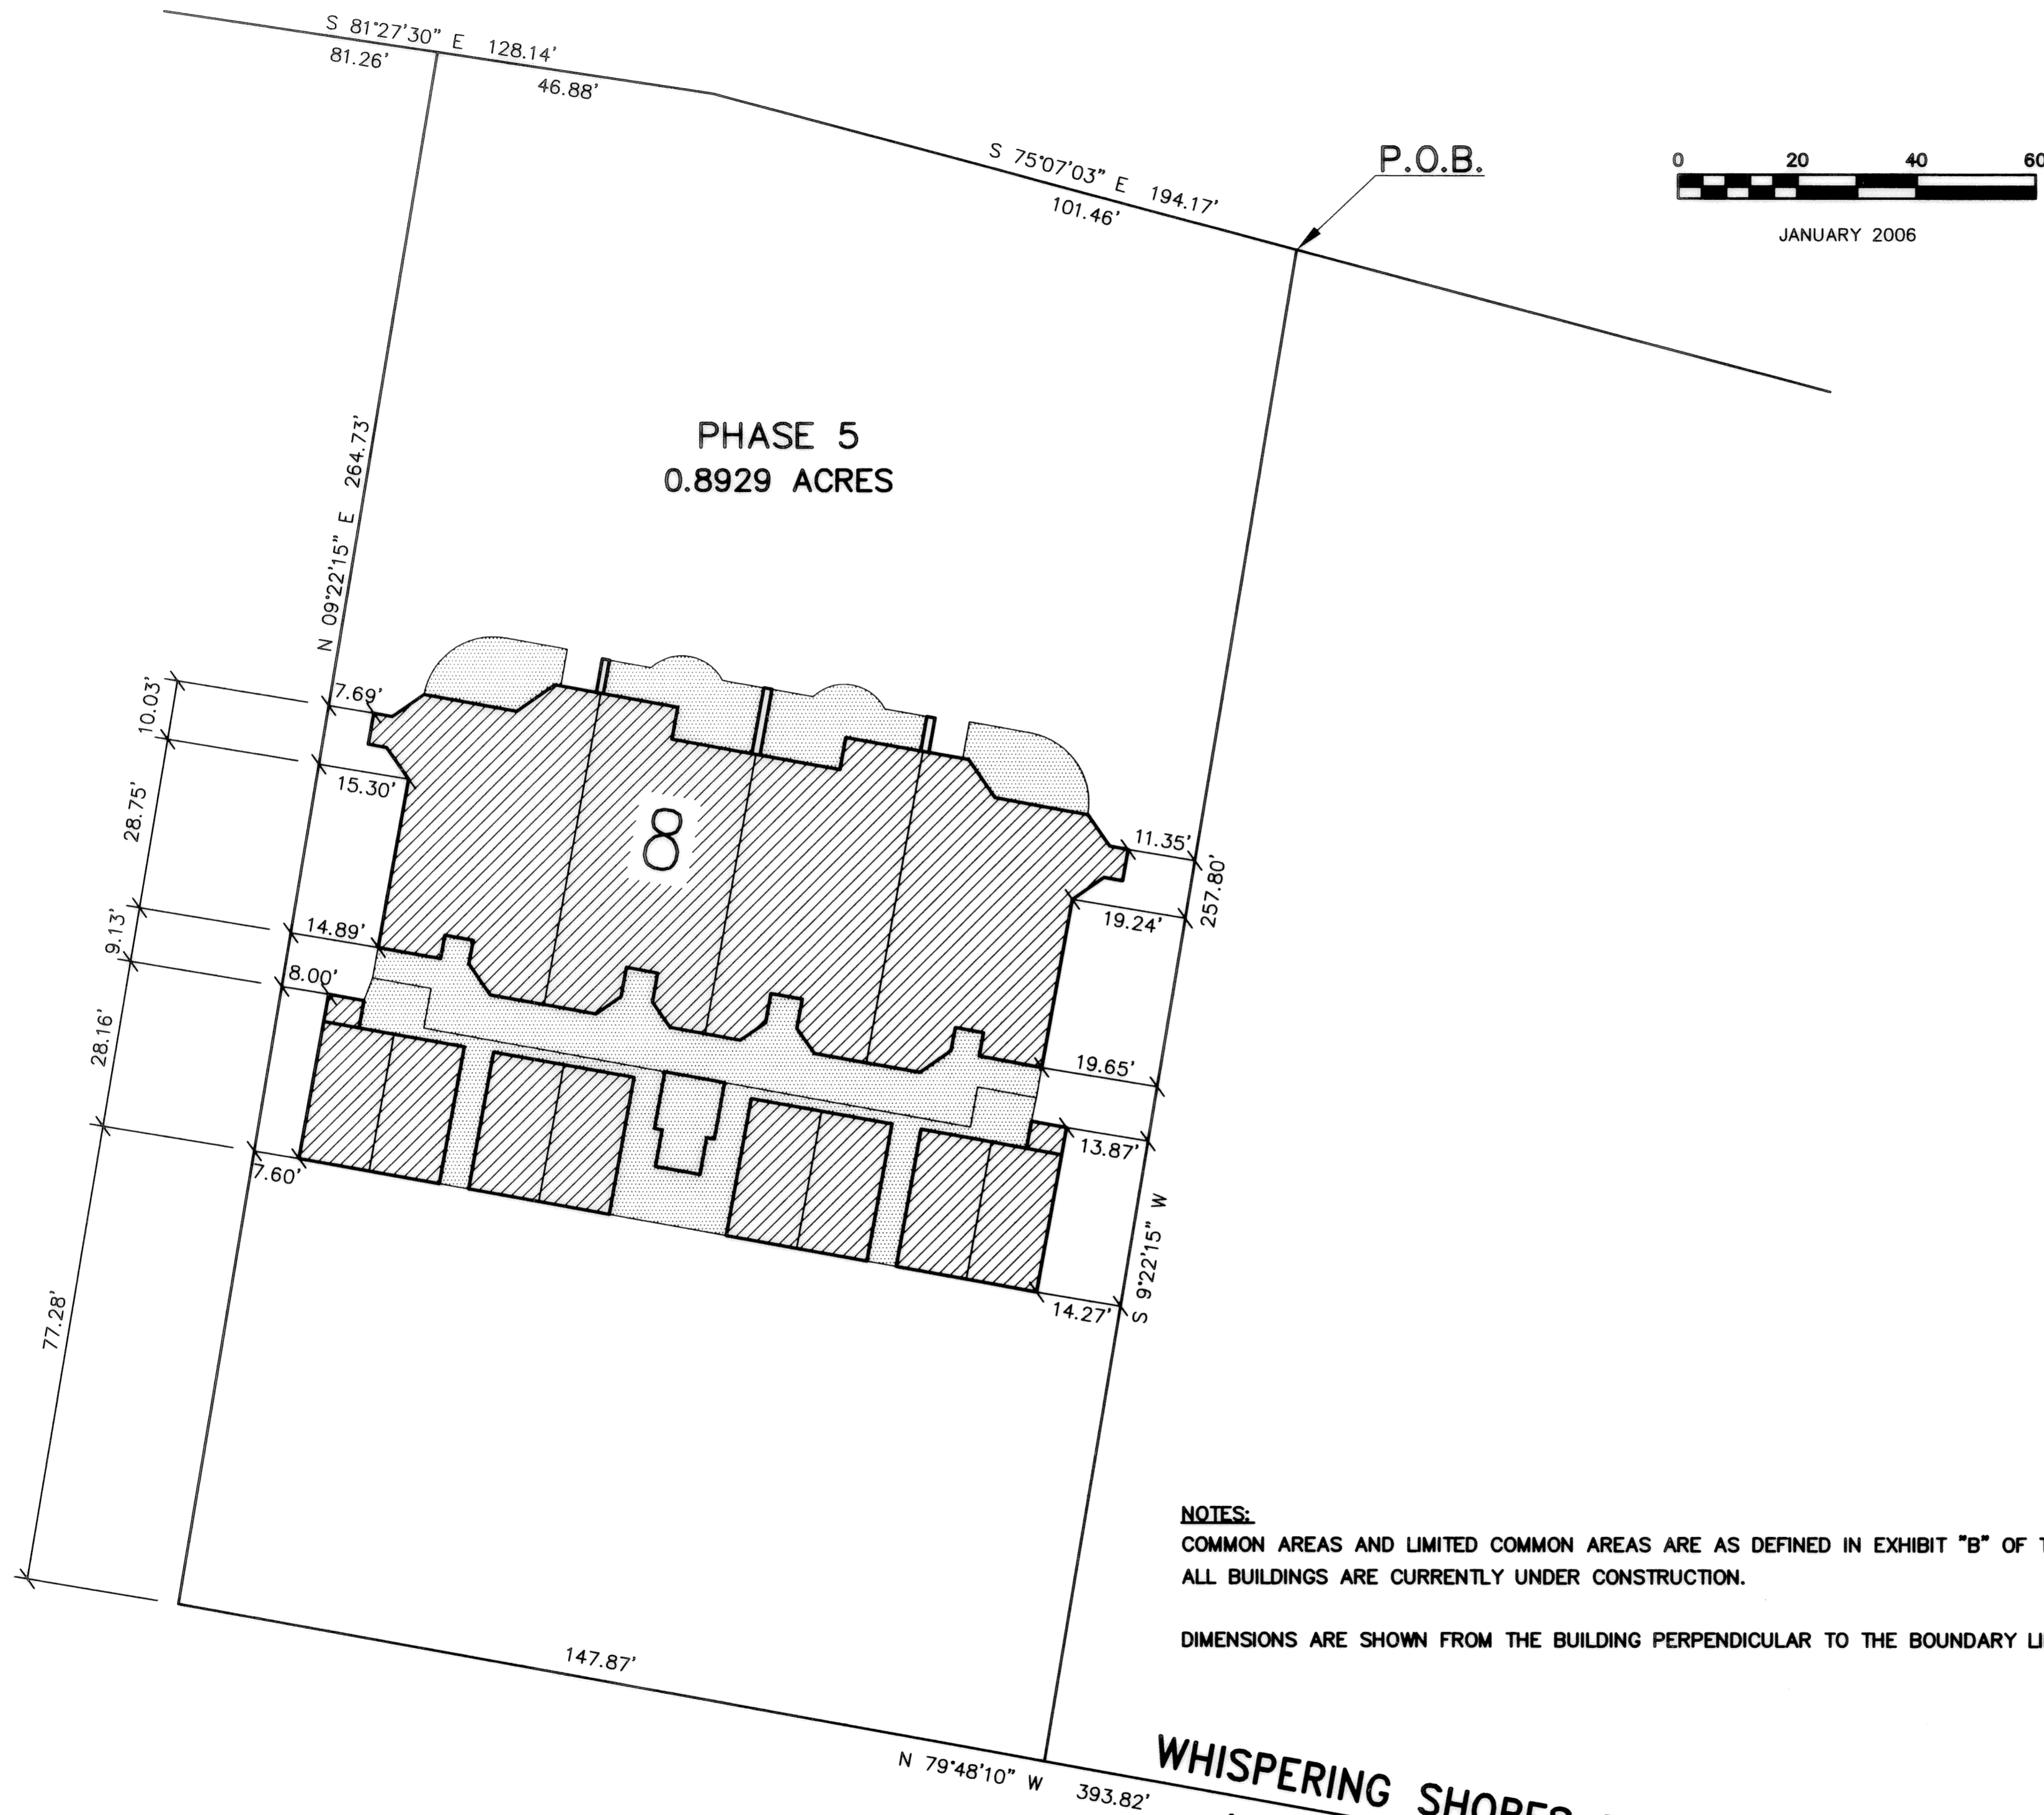 S 81°27'30" E 128.14'
81.26'
46.88'
S 75°07'03" E 194.17'
101.46'
P.O.B.
0 20 40 60
JANUARY 2006
PHASE 5
0.8929 ACRES
N 09°22'15" E 264.73'
10.03'
7.69'
15.30'
28.75'
8
11.35'
257.80'
19.24'
14.89'
9.13'
8.00'
28.16'
19.65'
13.87'
7.60'
S 9°22'15" W
14.27'
77.28'
NOTES:
COMMON AREAS AND LIMITED COMMON AREAS ARE AS DEFINED IN EXHIBIT "B" OF
ALL BUILDINGS ARE CURRENTLY UNDER CONSTRUCTION.
DIMENSIONS ARE SHOWN FROM THE BUILDING PERPENDICULAR TO THE BOUNDARY
147.87'
N 79°48'10" W 393.82'
WHISPERING SHORES